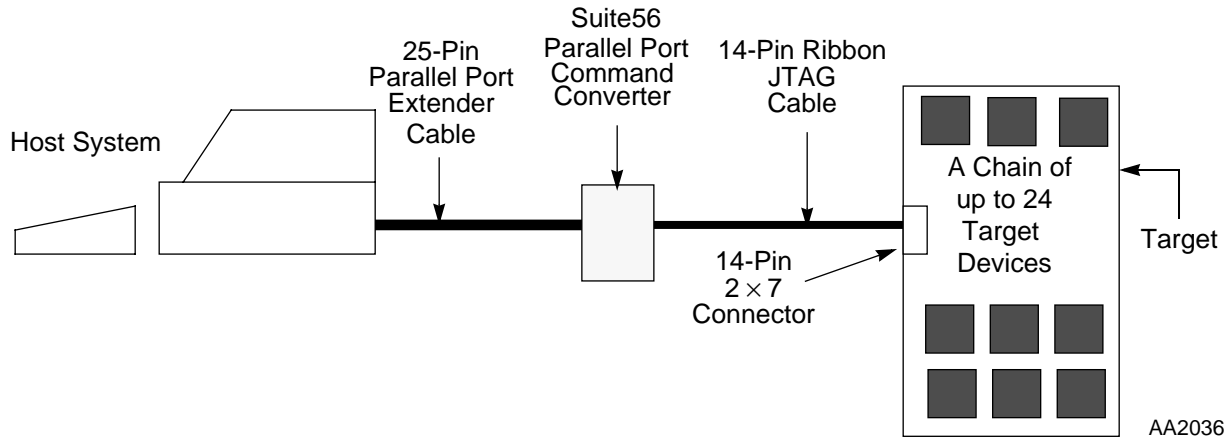 Host System
25-Pin
Parallel Port
Extender
Cable
Suite56
Parallel Port
Command
Converter
14-Pin Ribbon
JTAG
Cable
14-Pin
2 × 7
Connector
A Chain of
up to 24
Target
Devices
Target
AA2036